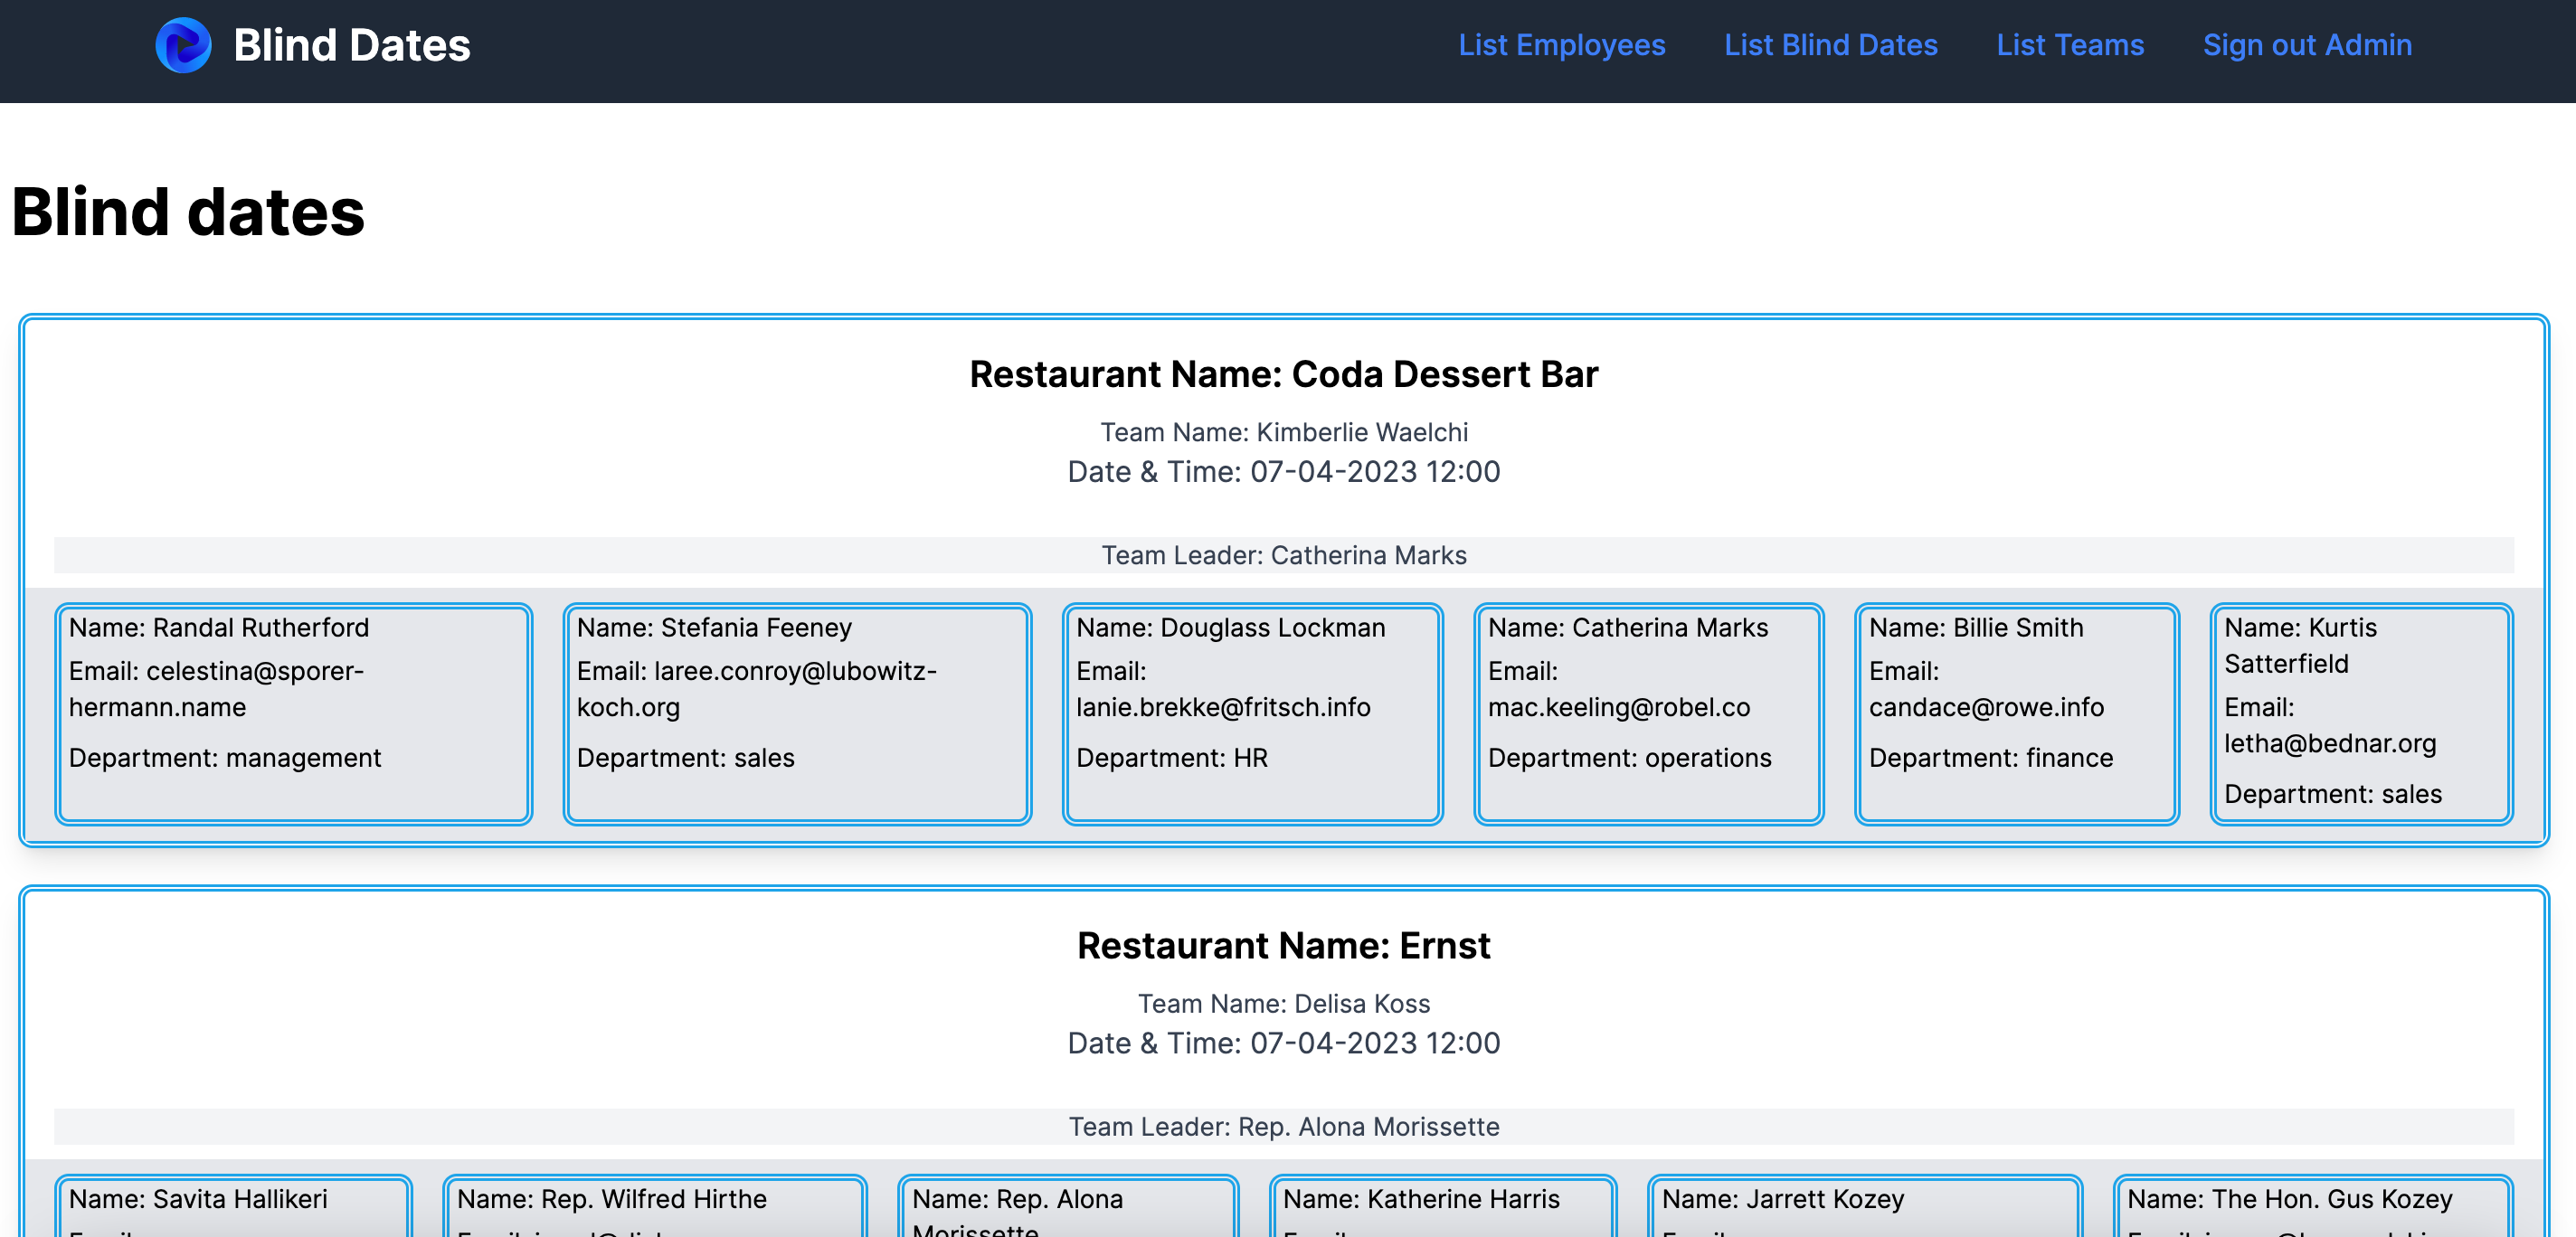 Blind Dates
List Employees
List Blind Dates
List Teams
Sign out Admin
Blind dates
Restaurant Name: Coda Dessert Bar
Team Name: Kimberlie Waelchi
Date & Time: 07-04-2023 12:00
Team Leader: Catherina Marks
Name: Randal Rutherford
Email: celestina@sporer-
hermann.name
Department: management
Name: Stefania Feeney
Email: laree.conroy@lubowitz-
koch.org
Department: sales
Name: Douglass Lockman
Email:
lanie.brekke@fritsch.info
Department: HR
Name: Catherina Marks
Email:
mac.keeling@robel.co
Department: operations
Name: Billie Smith
Email:
candace@rowe.info
Department: finance
Name: Kurtis
Satterfield
Email:
letha@bednar.org
Department: sales
Restaurant Name: Ernst
Team Name: Delisa Koss
Date & Time: 07-04-2023 12:00
Team Leader: Rep. Alona Morissette
Name: Savita Hallikeri
Name: Rep. Wilfred Hirthe
Name: Rep. Alona
Morissette
Name: Katherine Harris
Name: Jarrett Kozey
Name: The Hon. Gus Kozey